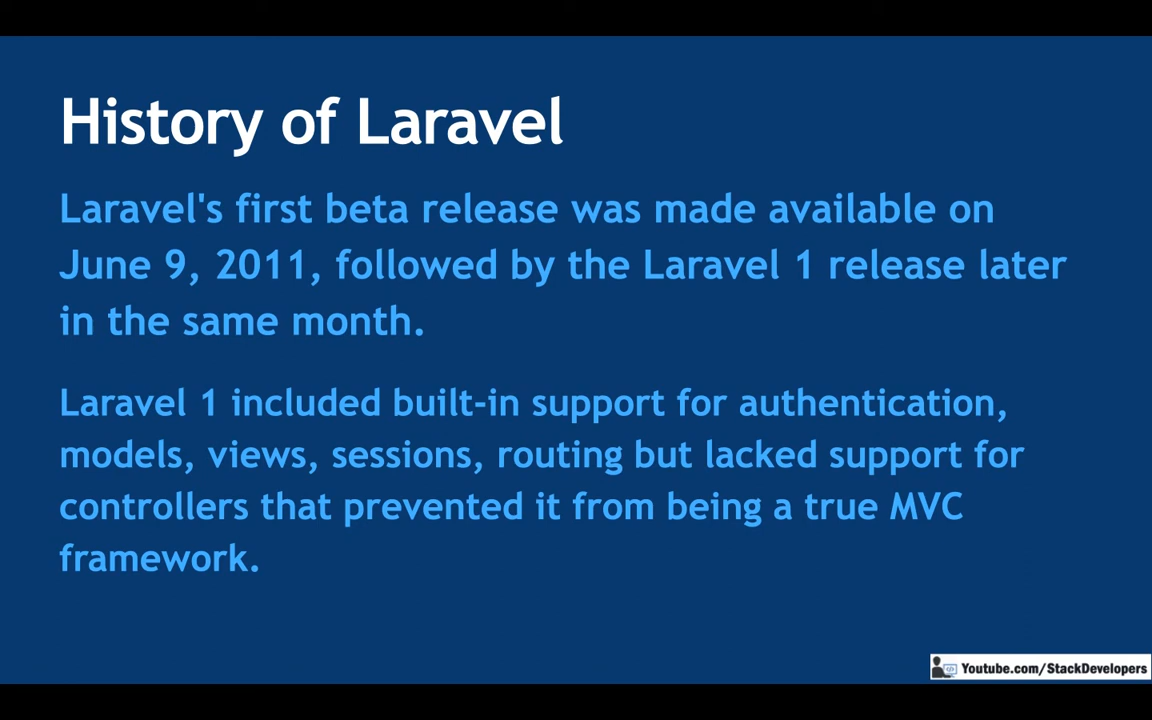 History of Laravel
Laravel's first beta release was made available on
June 9, 2011, followed by the Laravel 1 release later
in the same month.
Laravel 1 included built-in support for authentication,
models, views, sessions, routing but lacked support for
controllers that prevented it from being a true MVC
framework.
Youtube.com/StackDevelopers